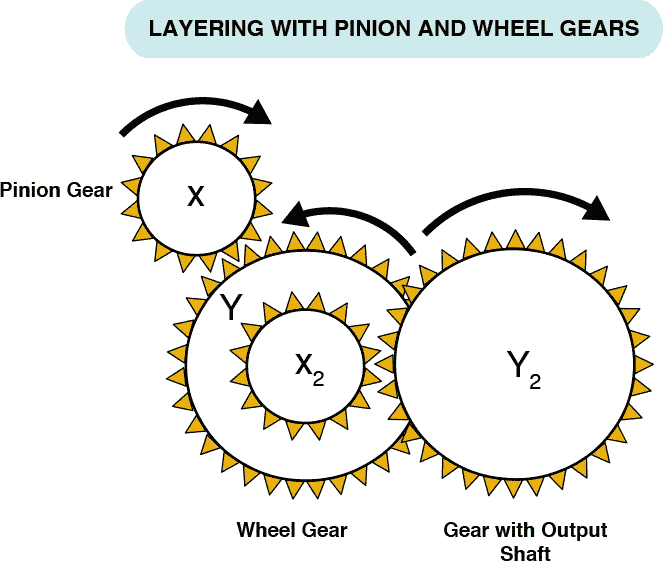 LAYERING WITH PINION AND WHEEL GEARS
Pinion Gear
X
Y
X2
Y2
Wheel Gear
Gear with Output
Shaft